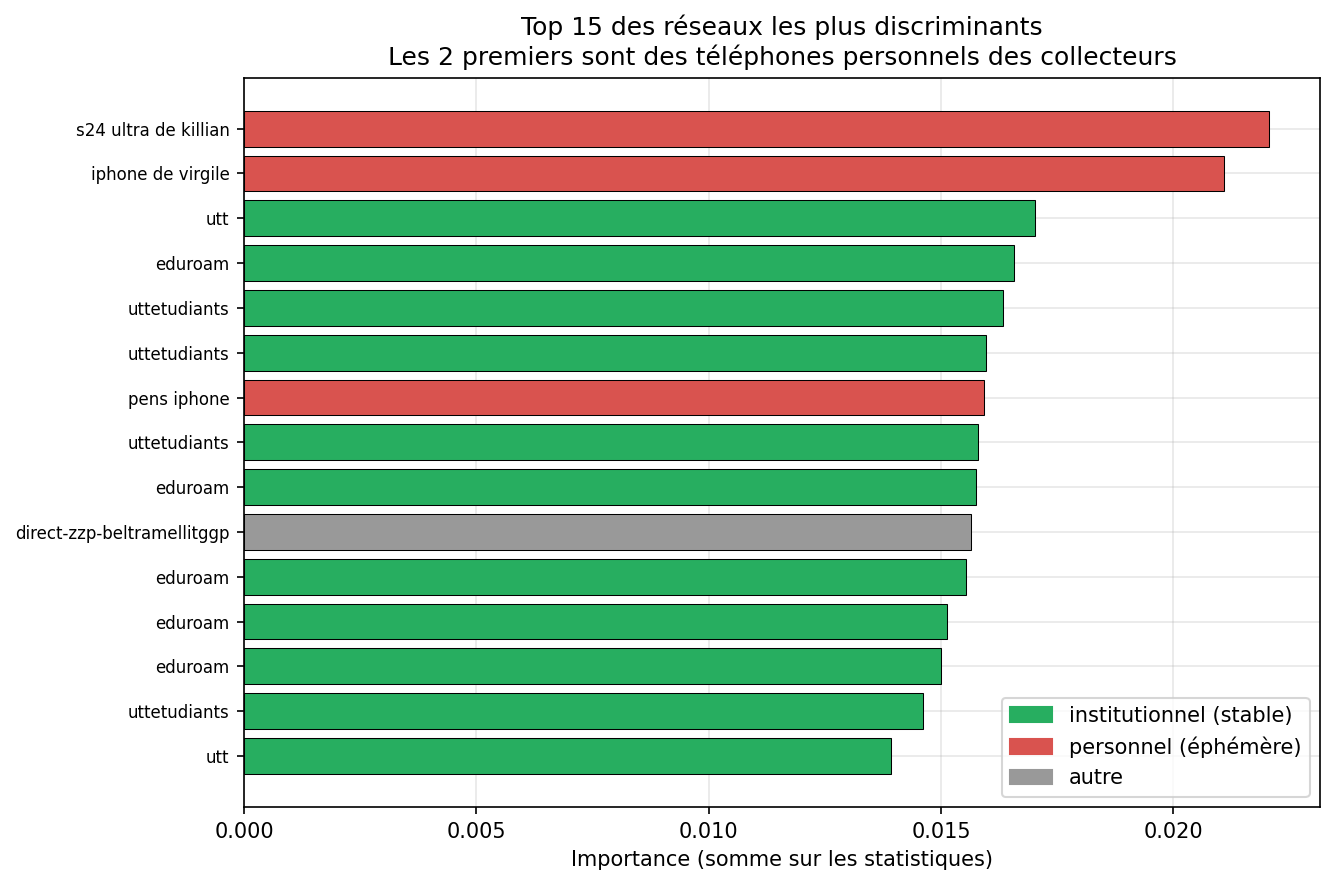 Top 15 des réseaux les plus discriminants
Les 2 premiers sont des téléphones personnels des collecteurs
s24 ultra de killian
iphone de virgile
utt
eduroam
uttetudiants
uttetudiants
pens iphone
uttetudiants
eduroam
direct-zzp-beltramellitggp
eduroam
eduroam
eduroam
uttetudiants
utt
institutionnel (stable)
personnel (éphémère)
autre
0.000 0.005 0.010 0.015 0.020
Importance (somme sur les statistiques)